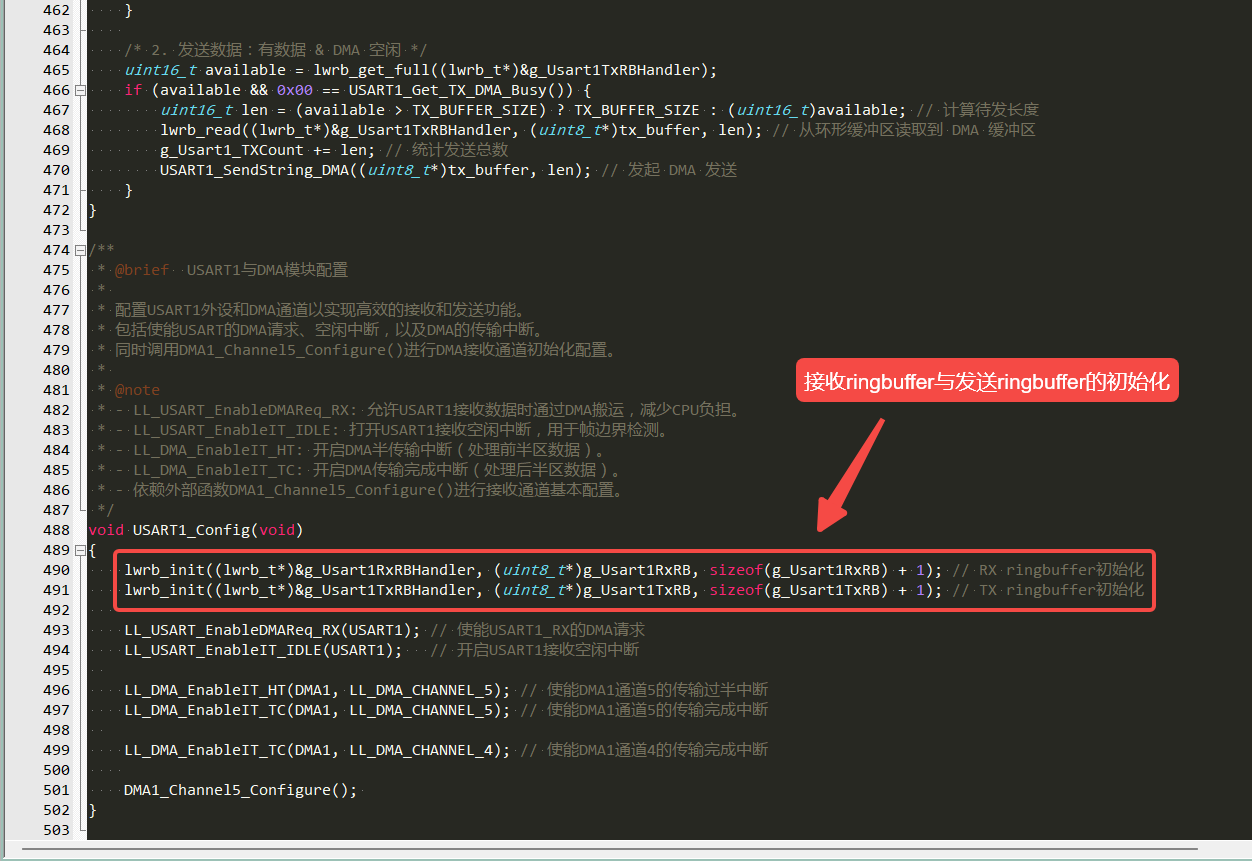 462 }
463
464 /* 2. 发送数据：有数据 & DMA 空闲 */
465 uint16_t available = lwrb_get_full((lwrb_t*)&g_Usart1TxRBHandler);
466 if (available && 0x00 == USART1_Get_TX_DMA_Busy()) {
467 uint16_t len = (available > TX_BUFFER_SIZE) ? TX_BUFFER_SIZE : (uint16_t)available; // 计算待发长度
468 lwrb_read((lwrb_t*)&g_Usart1TxRBHandler, (uint8_t*)tx_buffer, len); // 从环形缓冲区读取到 DMA 缓冲区
469 g_Usart1_TXCount += len; // 统计发送总数
470 USART1_SendString_DMA((uint8_t*)tx_buffer, len); // 发起 DMA 发送
471 }
472 }
473
474 /**
475 * @brief USART1与DMA模块配置
476 *
477 * 配置USART1外设和DMA通道以实现高效的接收和发送功能。
478 * 包括使能USART的DMA请求、空闲中断，以及DMA的传输中断。
479 * 同时调用DMA1_Channel5_Configure()进行DMA接收通道初始化配置。
480 *
481 * @note
接收ringbuffer与发送ringbuffer的初始化
482 * - LL_USART_EnableDMAReq_RX: 允许USART1接收数据时通过DMA搬运，减少CPU负担。
483 * - LL_USART_EnableIT_IDLE: 打开USART1接收空闲中断，用于帧边界检测。
484 * - LL_DMA_EnableIT_HT: 开启DMA半传输中断（处理前半区数据）。
485 * - LL_DMA_EnableIT_TC: 开启DMA传输完成中断（处理后半区数据）。
486 * - 依赖外部函数DMA1_Channel5_Configure()进行接收通道基本配置。
487 */
488 void USART1_Config(void)
489 {
490 lwrb_init((lwrb_t*)&g_Usart1RxRBHandler, (uint8_t*)g_Usart1RxRB, sizeof(g_Usart1RxRB) + 1); // RX ringbuffer初始化
491 lwrb_init((lwrb_t*)&g_Usart1TxRBHandler, (uint8_t*)g_Usart1TxRB, sizeof(g_Usart1TxRB) + 1); // TX ringbuffer初始化
492
493 LL_USART_EnableDMAReq_RX(USART1); // 使能USART1_RX的DMA请求
494 LL_USART_EnableIT_IDLE(USART1); // 开启USART1接收空闲中断
495
496 LL_DMA_EnableIT_HT(DMA1, LL_DMA_CHANNEL_5); // 使能DMA1通道5的传输过半中断
497 LL_DMA_EnableIT_TC(DMA1, LL_DMA_CHANNEL_5); // 使能DMA1通道5的传输完成中断
498
499 LL_DMA_EnableIT_TC(DMA1, LL_DMA_CHANNEL_4); // 使能DMA1通道4的传输完成中断
500
501 DMA1_Channel5_Configure();
502 }
503